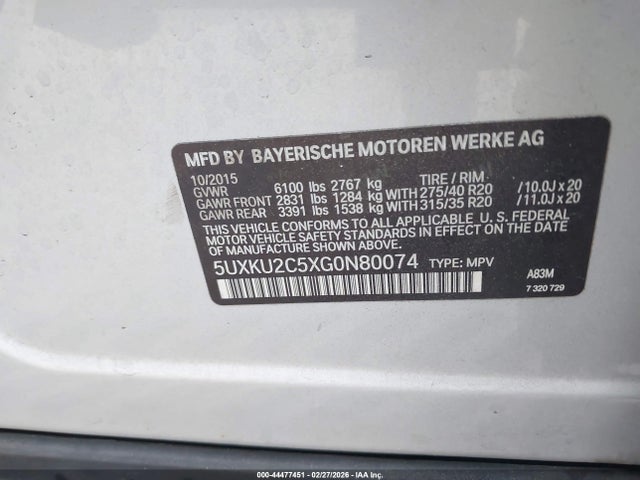 MFD BY BAYERISCHE MOTOREN WERKE AG
10/2015 TIRE / RIM
GVWR 6100 lbs 2767 kg
GAWR FRONT 2831 lbs 1284 kg WITH 275/40 R20 /10.0J x 20
GAWR REAR 3391 lbs 1538 kg WITH 315/35 R20 /11.0J x 20
THIS VEHICLE CONFORMS TO ALL APPLICABLE U.S. FEDERAL
MOTOR VEHICLE SAFETY STANDARDS IN EFFECT ON THE DATE
OF MANUFACTURE SHOWN ABOVE.
5UXKU2C5XG0N80074 TYPE: MPV
A83M
7 320 729
000-44477451 - 02/27/2026 - IAA Inc.